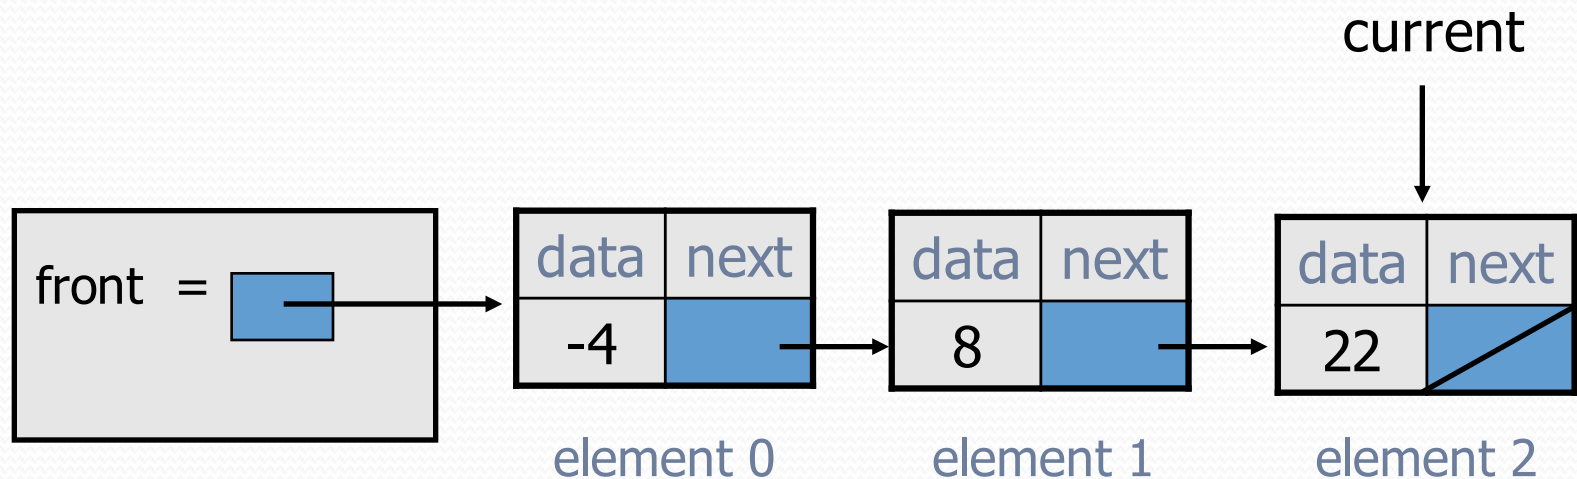 current
front =
data next
-4
element 0
data next
8
element 1
data next
22
element 2